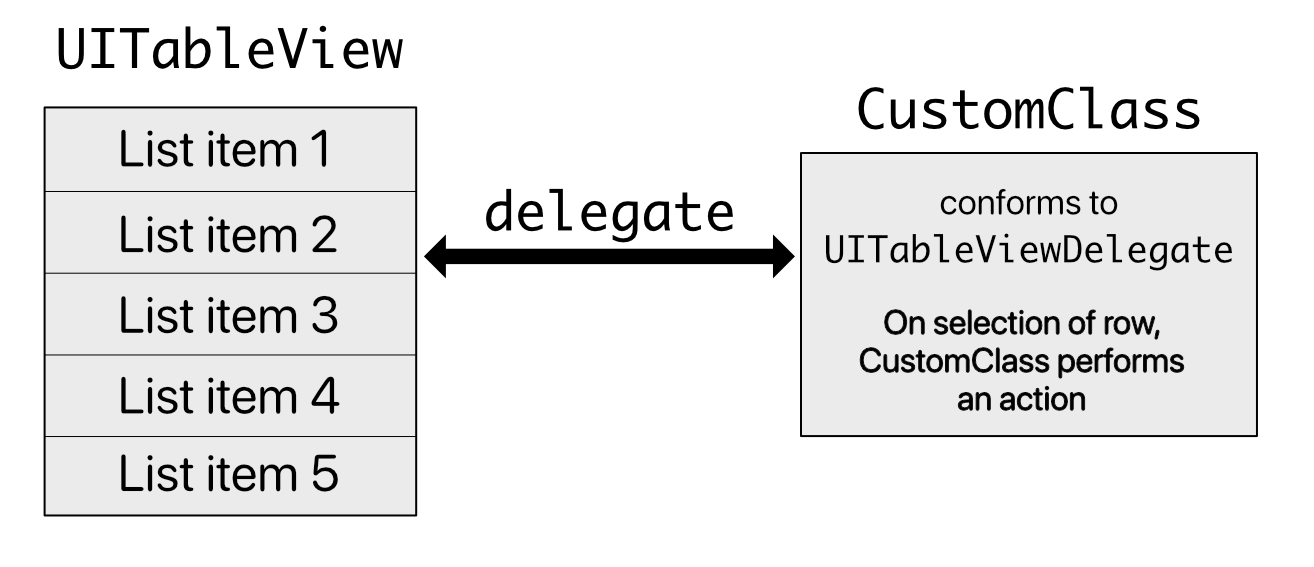 UITableView
List item 1
List item 2
List item 3
List item 4
List item 5
delegate
CustomClass
conforms to
UITableViewDelegate
On selection of row,
CustomClass performs
an action